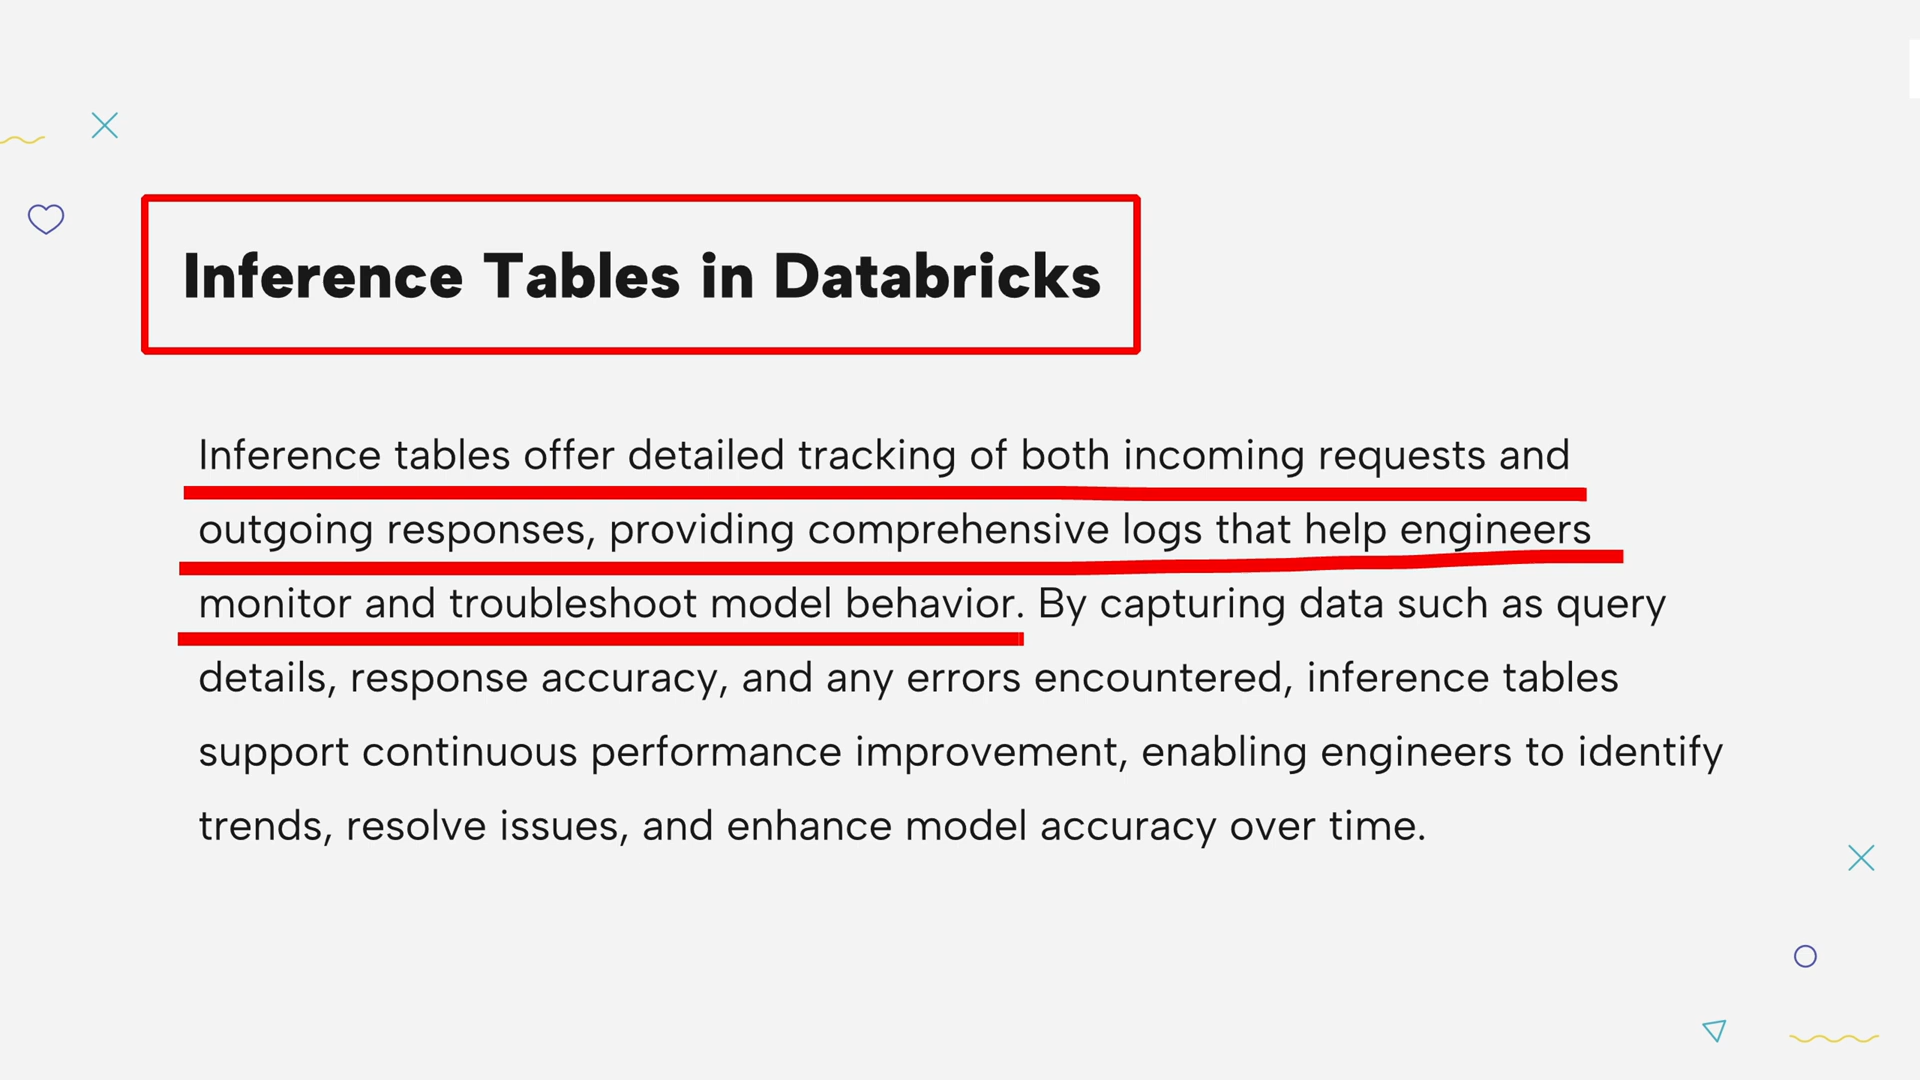 Inference Tables in Databricks
Inference tables offer detailed tracking of both incoming requests and
outgoing responses, providing comprehensive logs that help engineers
monitor and troubleshoot model behavior. By capturing data such as query
details, response accuracy, and any errors encountered, inference tables
support continuous performance improvement, enabling engineers to identify
trends, resolve issues, and enhance model accuracy over time.